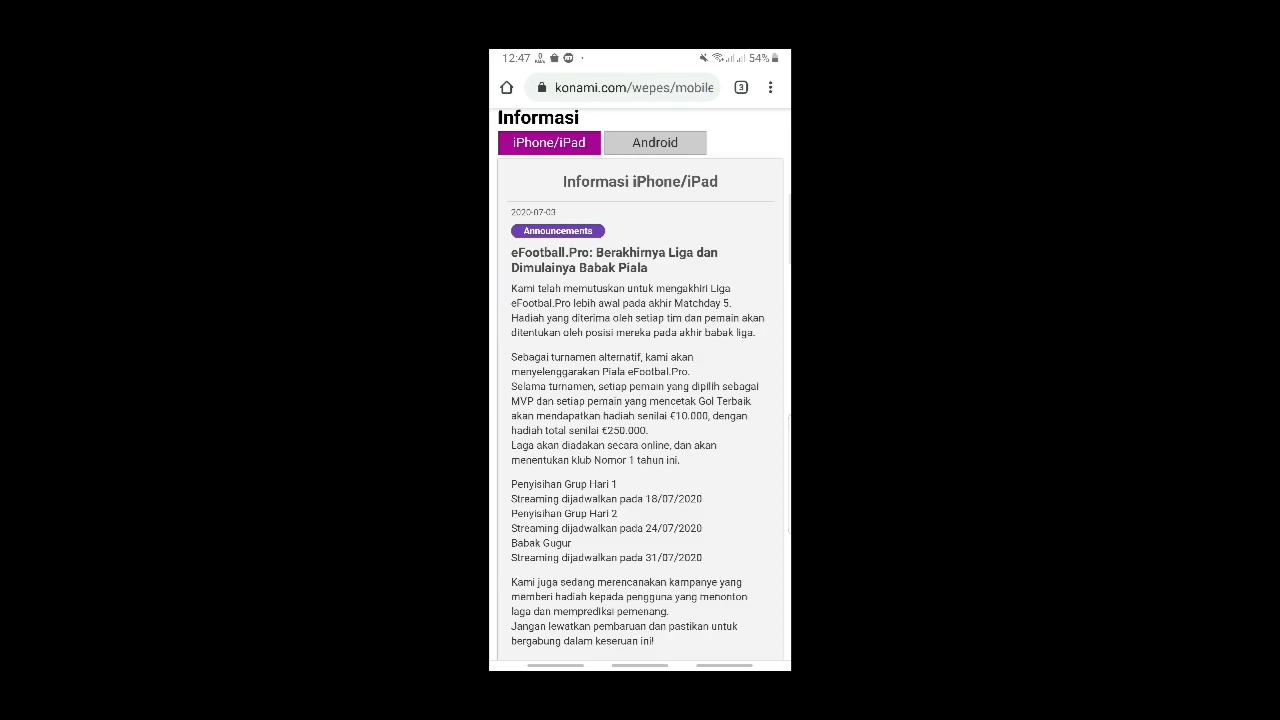 12:47
54%
konami.com/wepes/mobile
3
Informasi
iPhone/iPad
Android
Informasi iPhone/iPad
2020-07-03
Announcements
eFootball.Pro: Berakhirnya Liga dan
Dimulainya Babak Piala
Kami telah memutuskan untuk mengakhiri Liga
eFootbal.Pro lebih awal pada akhir Matchday 5.
Hadiah yang diterima oleh setiap tim dan pemain akan
ditentukan oleh posisi mereka pada akhir babak liga.
Sebagai turnamen alternatif, kami akan
menyelenggarakan Piala eFootbal.Pro.
Selama turnamen, setiap pemain yang dipilih sebagai
MVP dan setiap pemain yang mencetak Gol Terbaik
akan mendapatkan hadiah senilai €10.000, dengan
hadiah total senilai €250.000.
Laga akan diadakan secara online, dan akan
menentukan klub Nomor 1 tahun ini.
Penyisihan Grup Hari 1
Streaming dijadwalkan pada 18/07/2020
Penyisihan Grup Hari 2
Streaming dijadwalkan pada 24/07/2020
Babak Gugur
Streaming dijadwalkan pada 31/07/2020
Kami juga sedang merencanakan kampanye yang
memberi hadiah kepada pengguna yang menonton
laga dan memprediksi pemenang.
Jangan lewatkan pembaruan dan pastikan untuk
bergabung dalam keseruan ini!